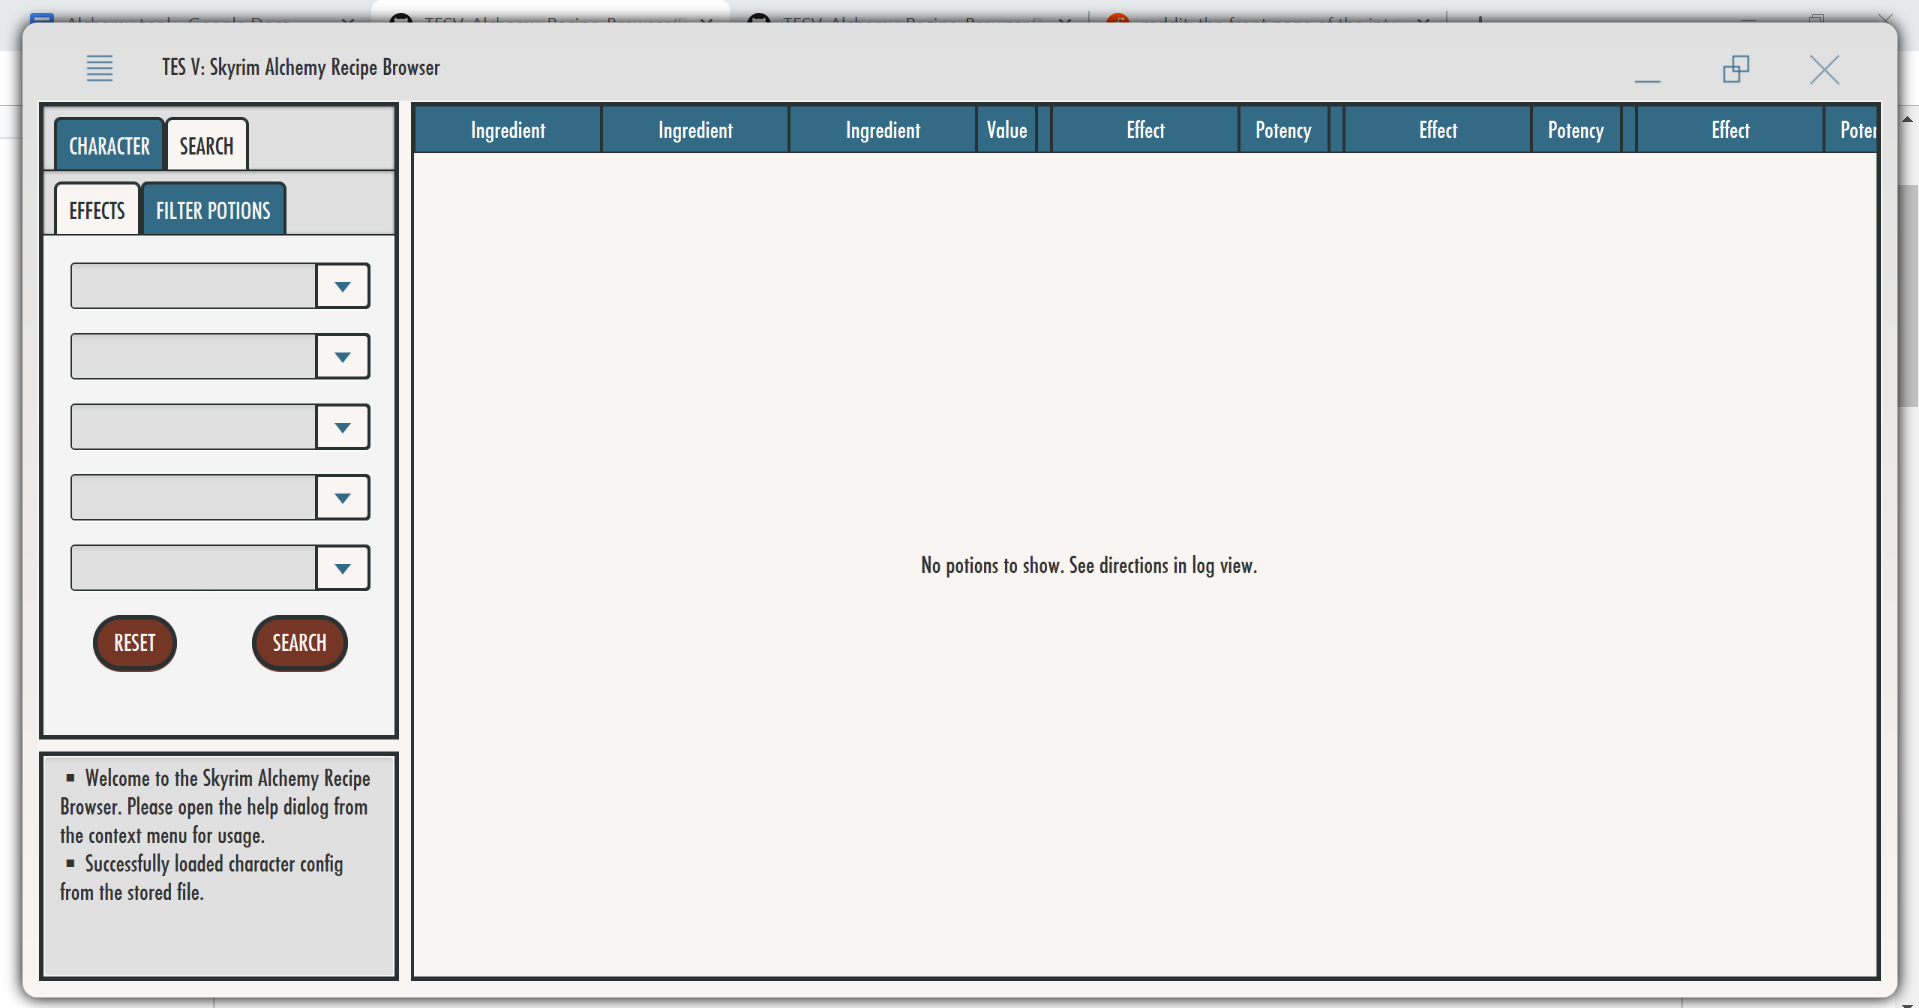 TES V: Skyrim Alchemy Recipe Browser
CHARACTER SEARCH
EFFECTS FILTER POTIONS
RESET SEARCH
▪ Welcome to the Skyrim Alchemy Recipe
Browser. Please open the help dialog from
the context menu for usage.
▪ Successfully loaded character config
from the stored file.
Ingredient Ingredient Ingredient Value Effect Potency Effect Potency Effect Poten
No potions to show. See directions in log view.